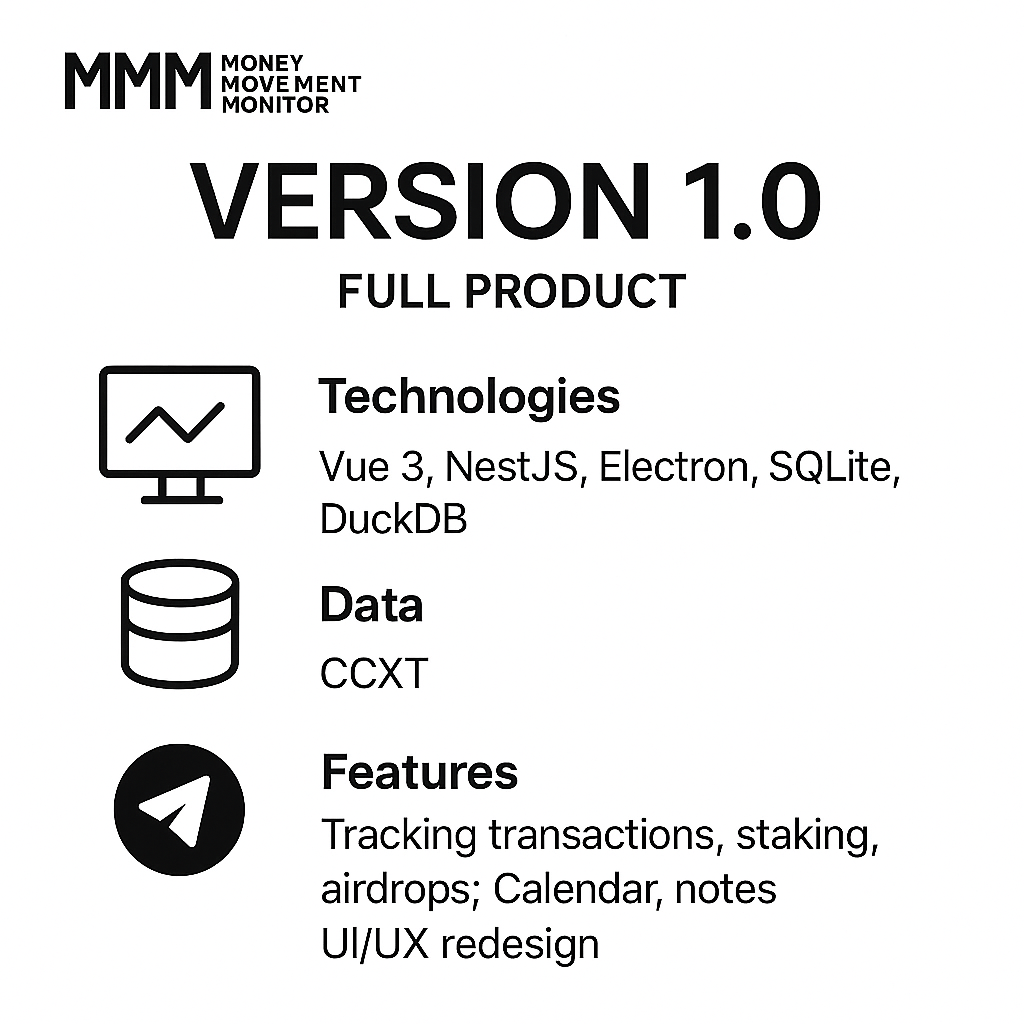 MMM MONEY
MOVEMENT
MONITOR
VERSION 1.0
FULL PRODUCT
Technologies
Vue 3, NestJS, Electron, SQLite,
DuckDB
Data
CCXT
Features
Tracking transactions, staking,
airdrops; Calendar, notes
UI/UX redesign